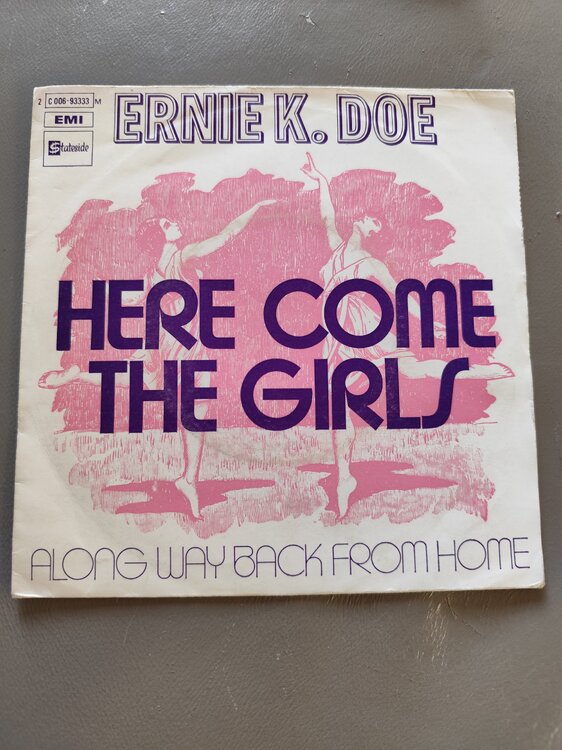 2 C 006-93333 M
EMI
Stateside
ERNIE K. DOE
HERE COME
THE GIRLS
ALONG WAY BACK FROM HOME